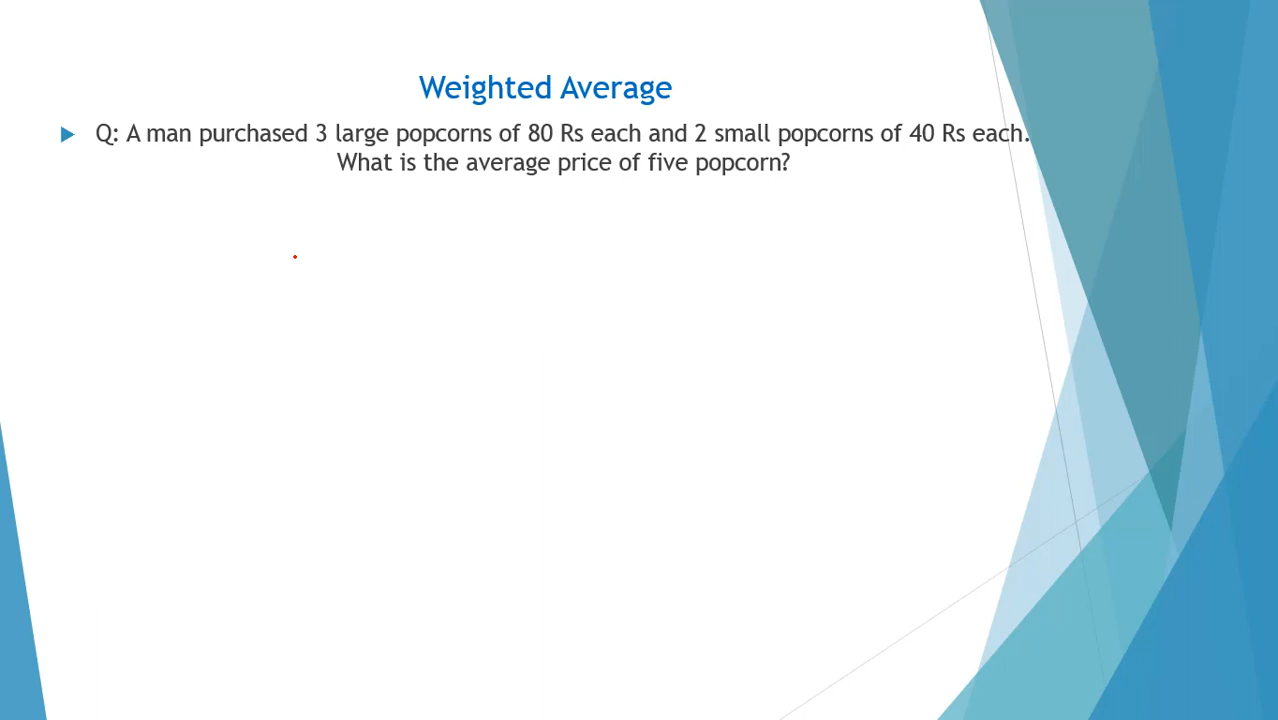 Weighted Average
Q: A man purchased 3 large popcorns of 80 Rs each and 2 small popcorns of 40 Rs each.
What is the average price of five popcorn?